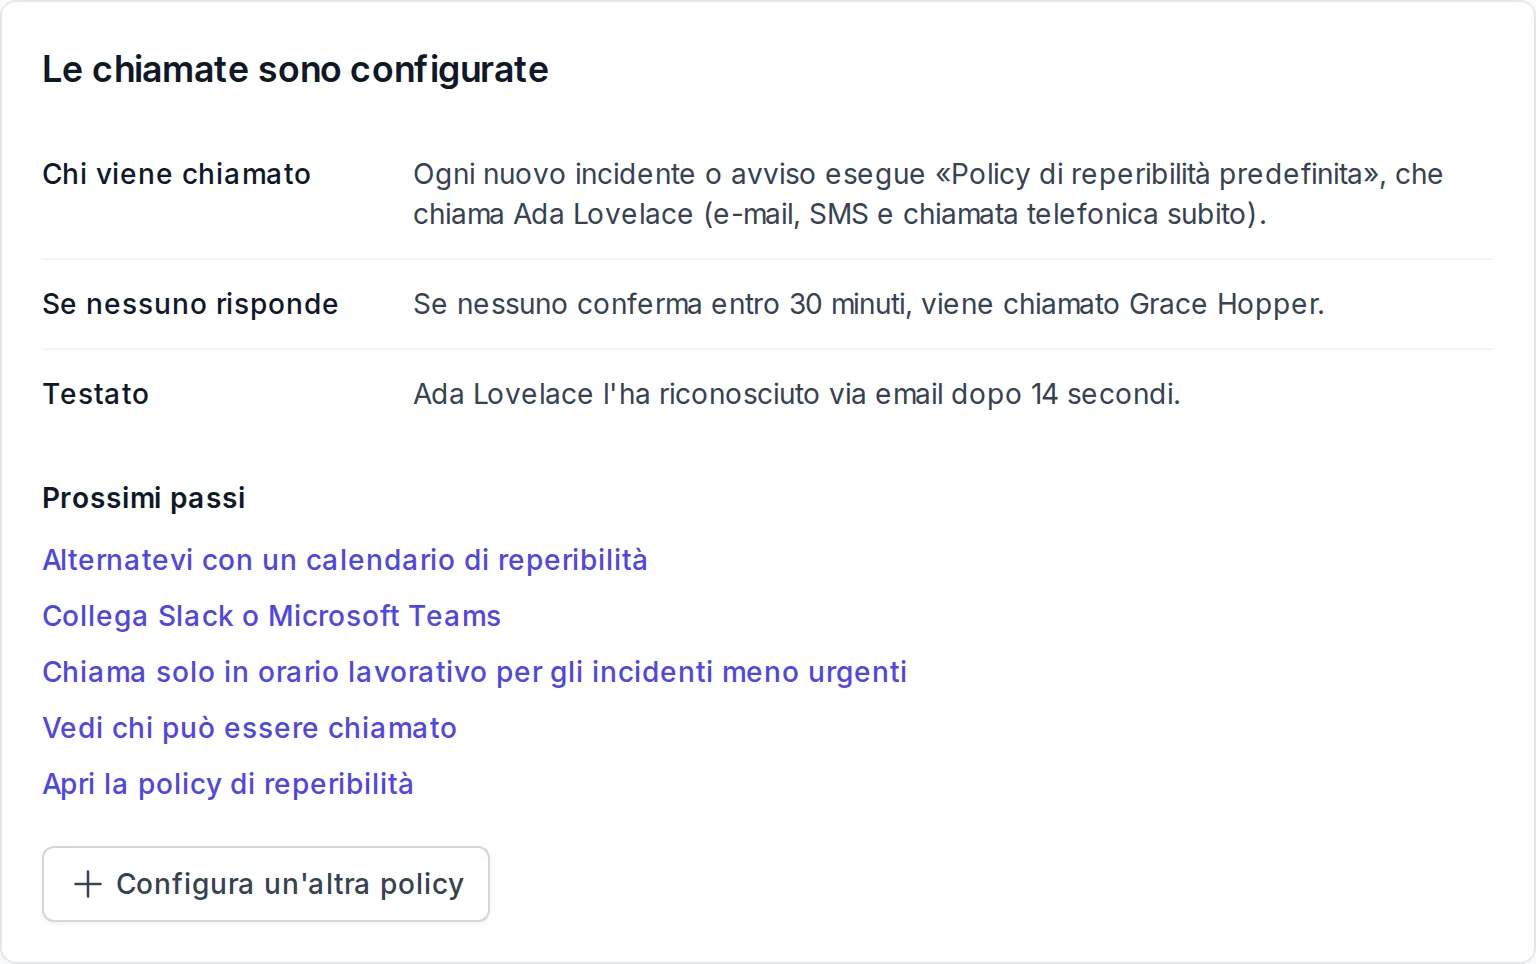 Le chiamate sono configurate
Chi viene chiamato
Ogni nuovo incidente o avviso esegue «Policy di reperibilità predefinita», che
chiama Ada Lovelace (e-mail, SMS e chiamata telefonica subito).
Se nessuno risponde
Se nessuno conferma entro 30 minuti, viene chiamato Grace Hopper.
Testato
Ada Lovelace l'ha riconosciuto via email dopo 14 secondi.
Prossimi passi
Alternatevi con un calendario di reperibilità
Collega Slack o Microsoft Teams
Chiama solo in orario lavorativo per gli incidenti meno urgenti
Vedi chi può essere chiamato
Apri la policy di reperibilità
Configura un'altra policy